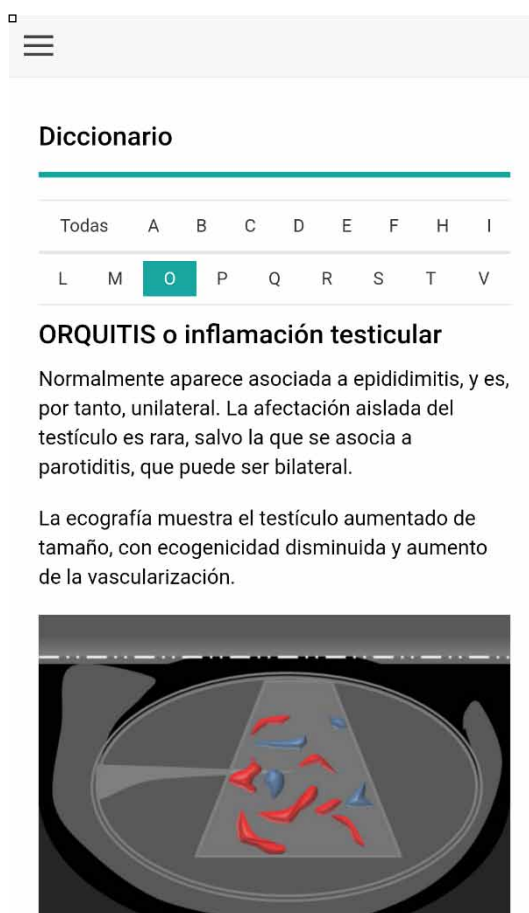 Diccionario
Todas A B C D E F H I
L M O P Q R S T V
ORQUITIS o inflamación testicular
Normalmente aparece asociada a epididimitis, y es,
por tanto, unilateral. La afectación aislada del
testículo es rara, salvo la que se asocia a
parotiditis, que puede ser bilateral.
La ecografía muestra el testículo aumentado de
tamaño, con ecogenicidad disminuida y aumento
de la vascularización.